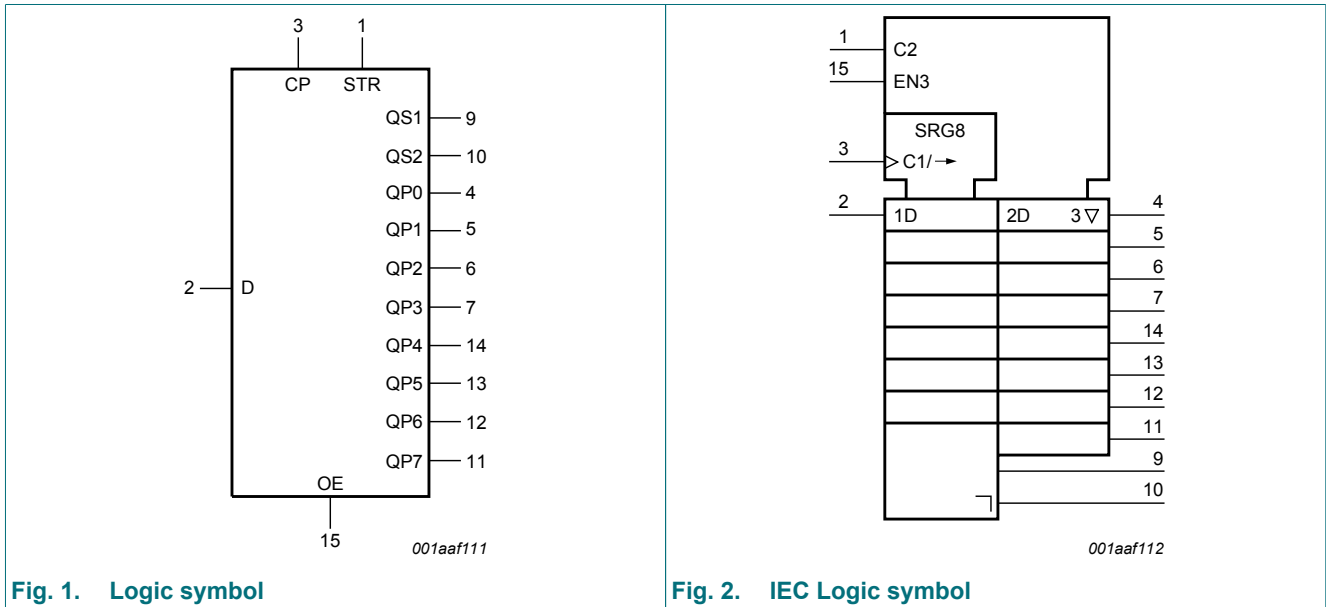 3 1
CP STR
QS1 9
QS2 10
QP0 4
QP1 5
QP2 6
QP3 7
2 D
QP4 14
QP5 13
QP6 12
QP7 11
OE
15
001aaf111
Fig. 1. Logic symbol
1 C2
15 EN3
SRG8
3 C1/→
2 1D 2D 3▽ 4
5
6
7
14
13
12
11
9
10
001aaf112
Fig. 2. IEC Logic symbol